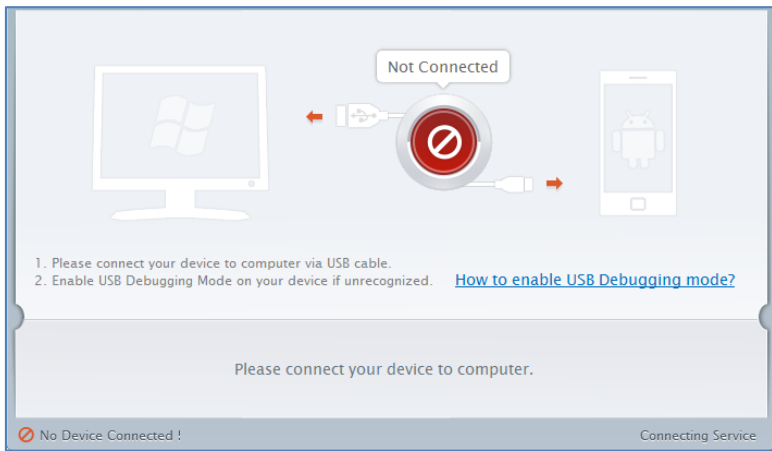 Not Connected
1. Please connect your device to computer via USB cable.
2. Enable USB Debugging Mode on your device if unrecognized. How to enable USB Debugging mode?
Please connect your device to computer.
No Device Connected ! Connecting Service